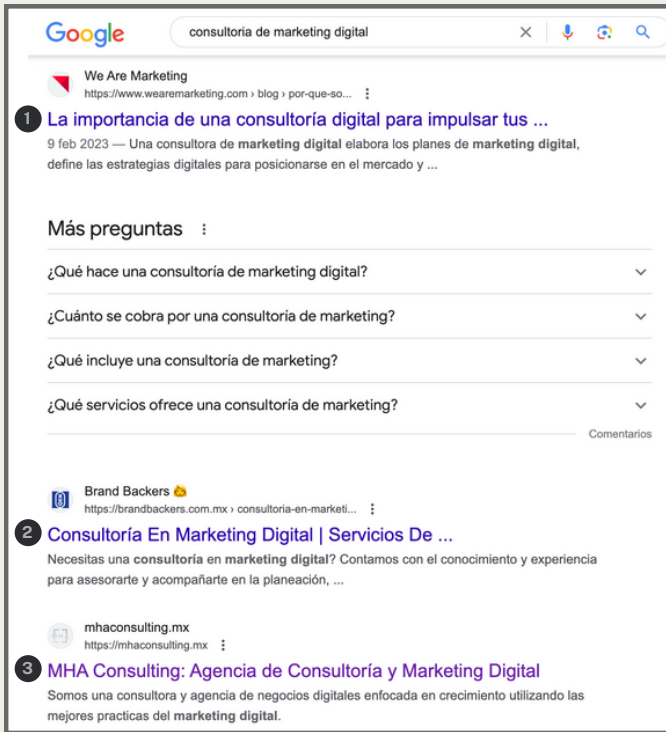 Google
consultoria de marketing digital
We Are Marketing
https://www.wearemarketing.com › blog › por-que-so...
1 La importancia de una consultoría digital para impulsar tus ...
9 feb 2023 — Una consultora de marketing digital elabora los planes de marketing digital,
define las estrategias digitales para posicionarse en el mercado y ...
Más preguntas
¿Qué hace una consultoría de marketing digital?
¿Cuánto se cobra por una consultoría de marketing?
¿Qué incluye una consultoría de marketing?
¿Qué servicios ofrece una consultoría de marketing?
Comentarios
Brand Backers
https://brandbackers.com.mx › consultoria-en-marketi...
2 Consultoría En Marketing Digital | Servicios De ...
Necesitas una consultoría en marketing digital? Contamos con el conocimiento y experiencia
para asesorarte y acompañarte en la planeación, ...
mhaconsulting.mx
https://mhaconsulting.mx
3 MHA Consulting: Agencia de Consultoría y Marketing Digital
Somos una consultora y agencia de negocios digitales enfocada en crecimiento utilizando las
mejores practicas del marketing digital.